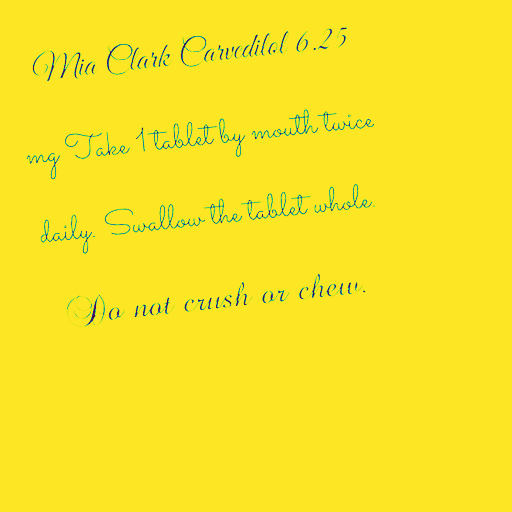 Mia Clark Carvedilol 6.25
mg Take 1 tablet by mouth twice
daily. Swallow the tablet whole.
Do not crush or chew.